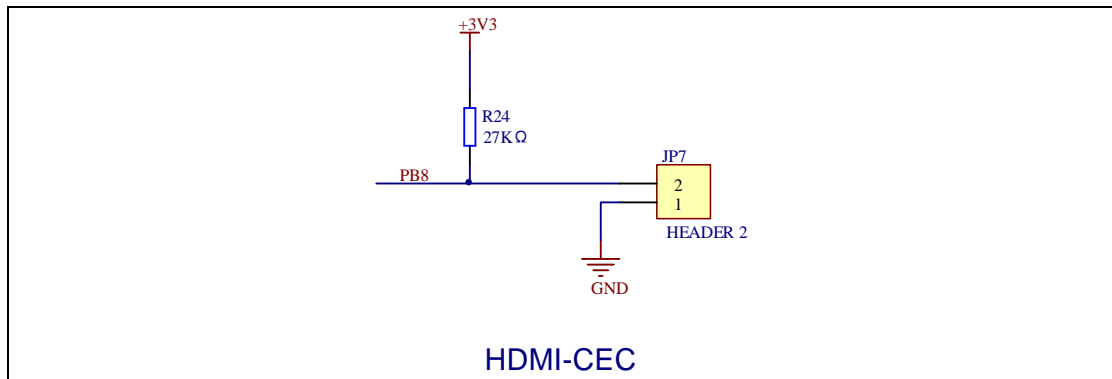 +3V3
R24
27KΩ
PB8
JP7
2
1
HEADER 2
GND
HDMI-CEC